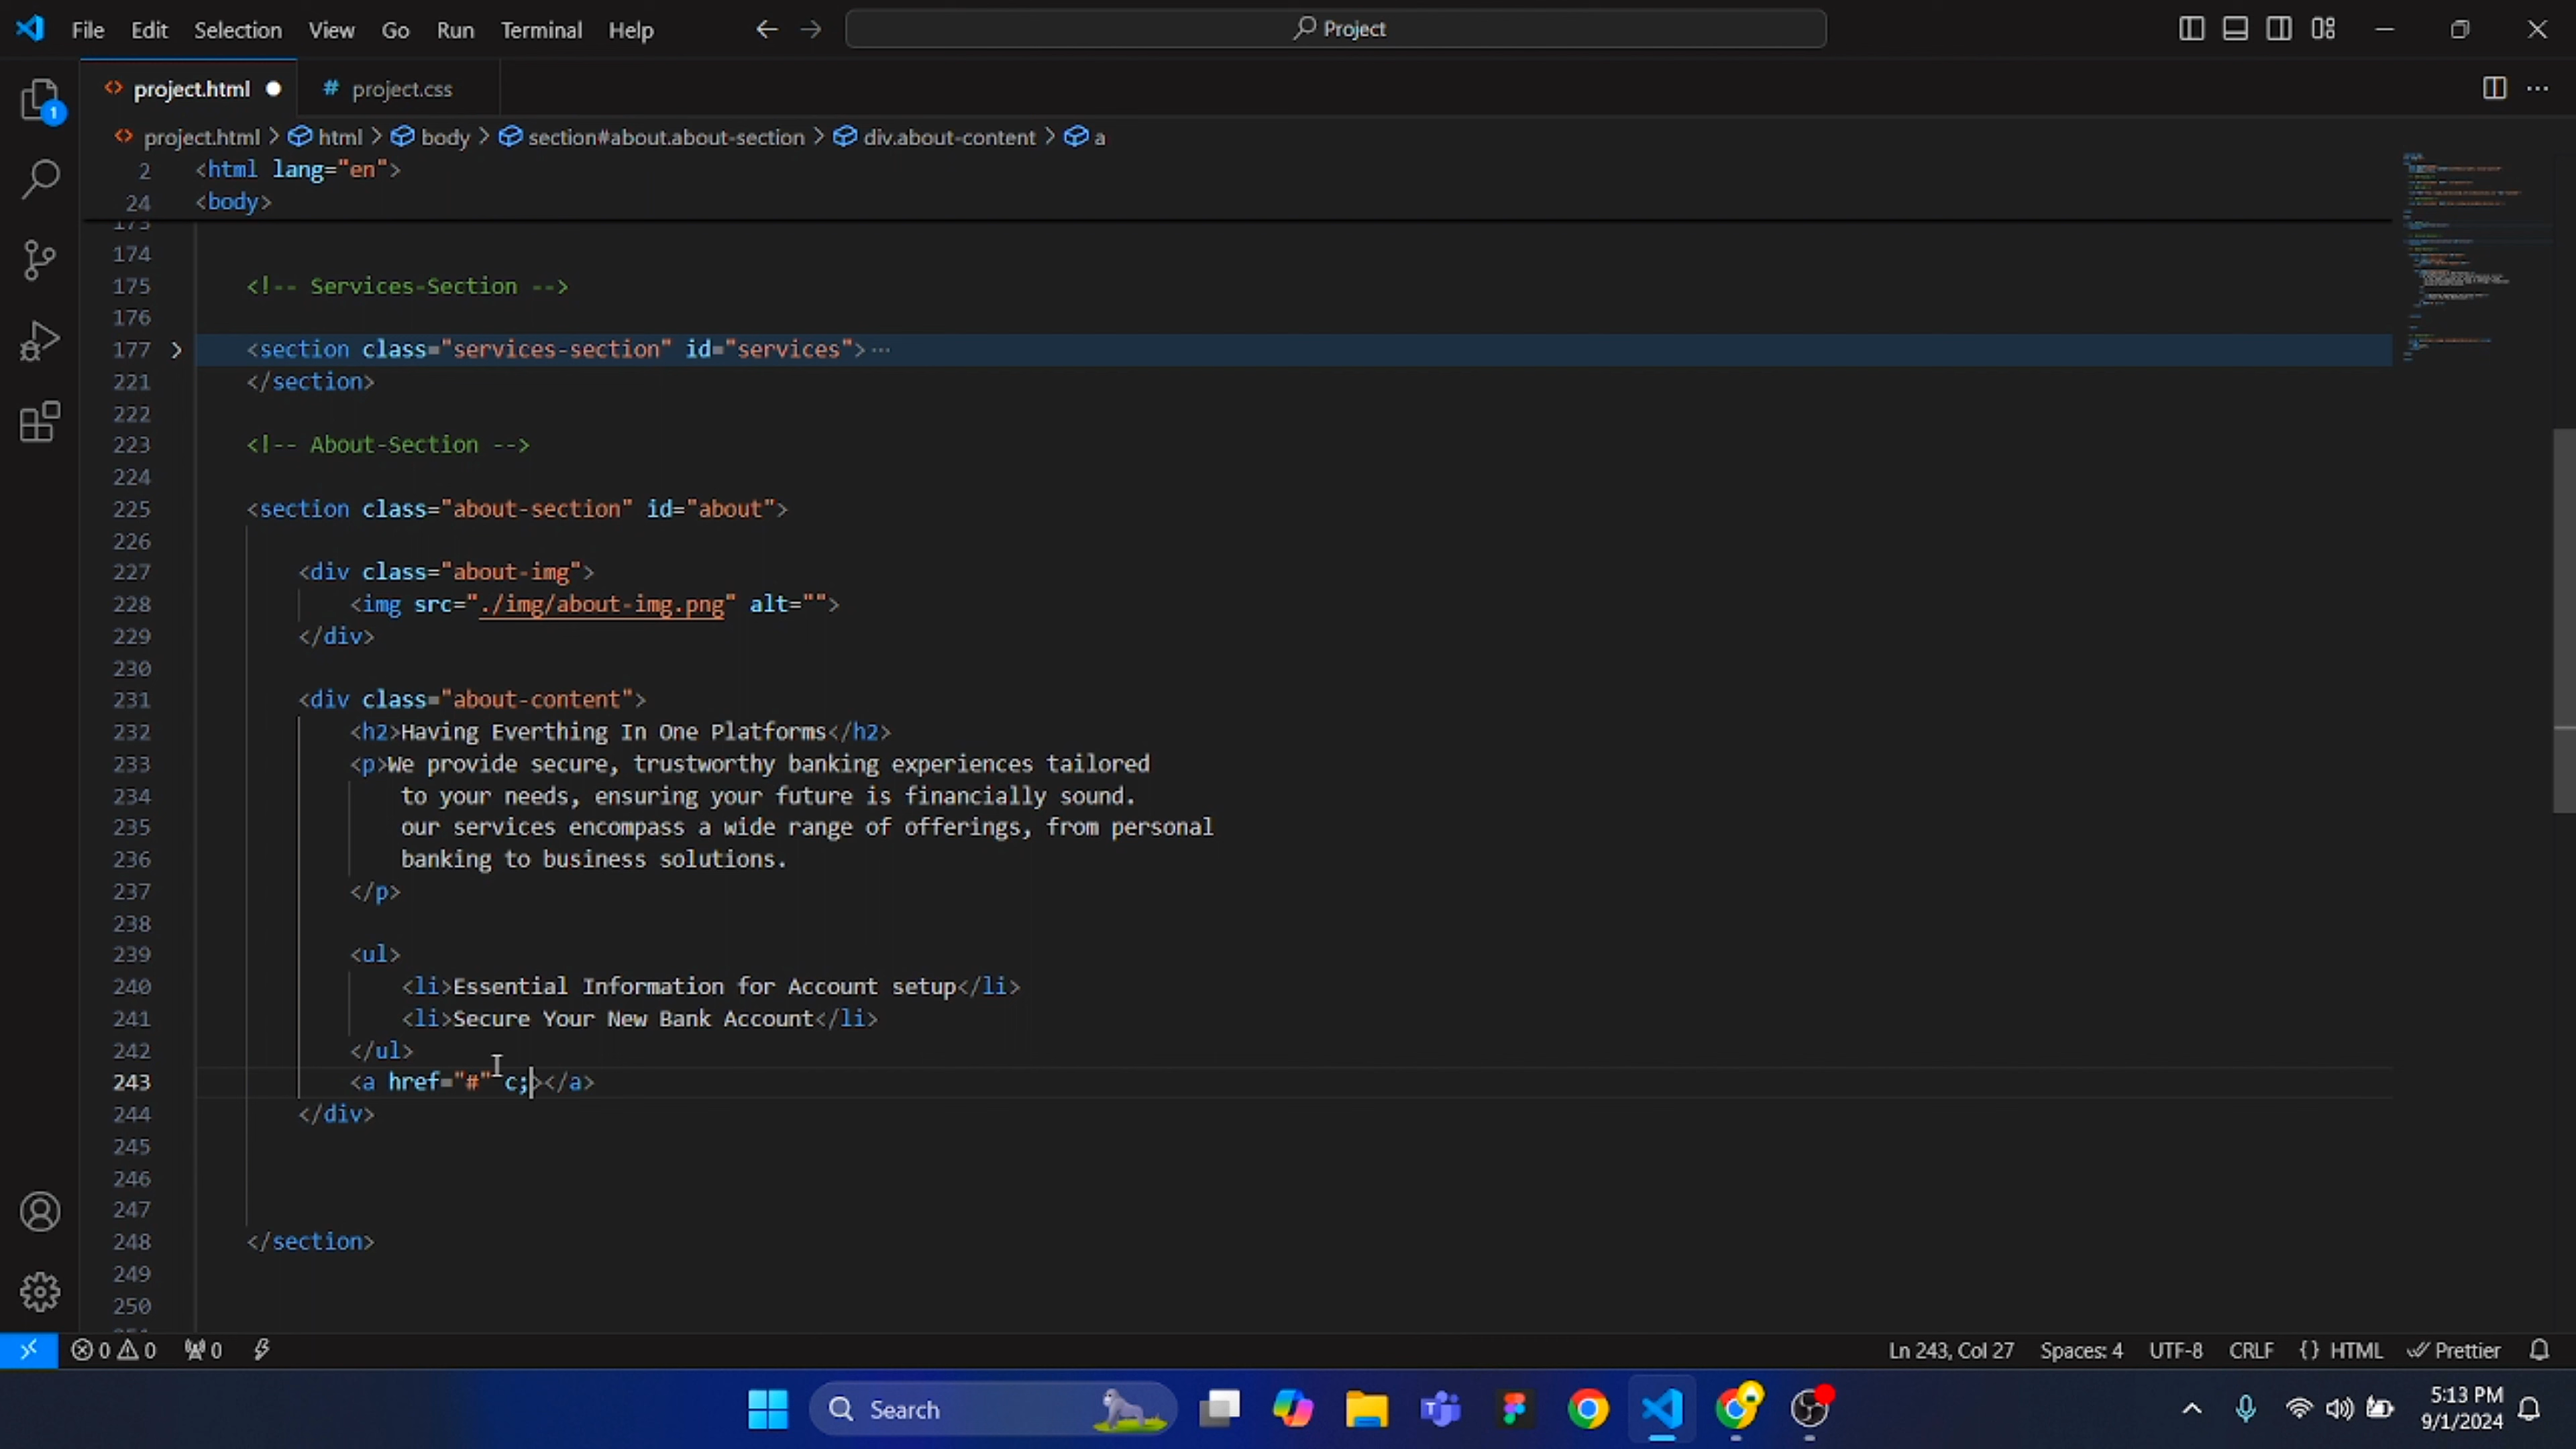 File Edit Selection View Go Run Terminal Help
Project
project.html
# project.css
1
project.html > html > body > section#about.about-section > div.about-content > a
2 <html lang="en">
24 <body>
173
174
175 <!-- Services-Section -->
176
177 <section class="services-section" id="services">…
221 </section>
222
223 <!-- About-Section -->
224
225 <section class="about-section" id="about">
226
227 <div class="about-img">
228 <img src="./img/about-img.png" alt="">
229 </div>
230
231 <div class="about-content">
232 <h2>Having Everthing In One Platforms</h2>
233 <p>We provide secure, trustworthy banking experiences tailored
234 to your needs, ensuring your future is financially sound.
235 our services encompass a wide range of offerings, from personal
236 banking to business solutions.
237 </p>
238
239 <ul>
240 <li>Essential Information for Account setup</li>
241 <li>Secure Your New Bank Account</li>
242 </ul>
243 <a href="#" c;></a>
244 </div>
245
246
247
248 </section>
249
250
0 0 0 Ln 243, Col 27 Spaces: 4 UTF-8 CRLF {} HTML Prettier
Search
5:13 PM
9/1/2024